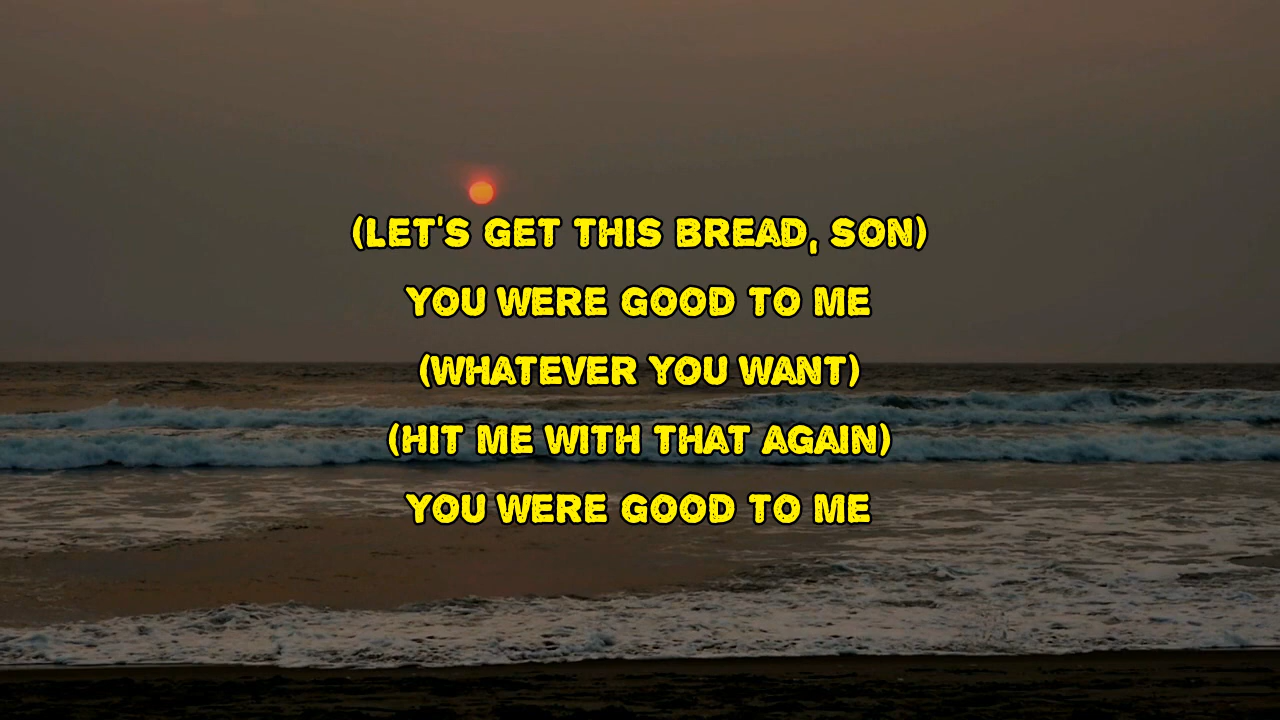 (LET'S GET THIS BREAD, SON)
YOU WERE GOOD TO ME
(WHATEVER YOU WANT)
(HIT ME WITH THAT AGAIN)
YOU WERE GOOD TO ME